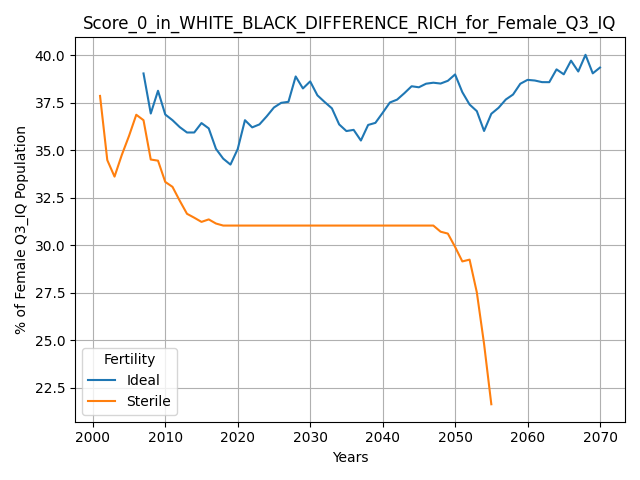 Score_0_in_WHITE_BLACK_DIFFERENCE_RICH_for_Female_Q3_IQ
% of Female Q3_IQ Population
40.0
37.5
35.0
32.5
30.0
27.5
25.0
22.5
Fertility
Ideal
Sterile
2000 2010 2020 2030 2040 2050 2060 2070
Years